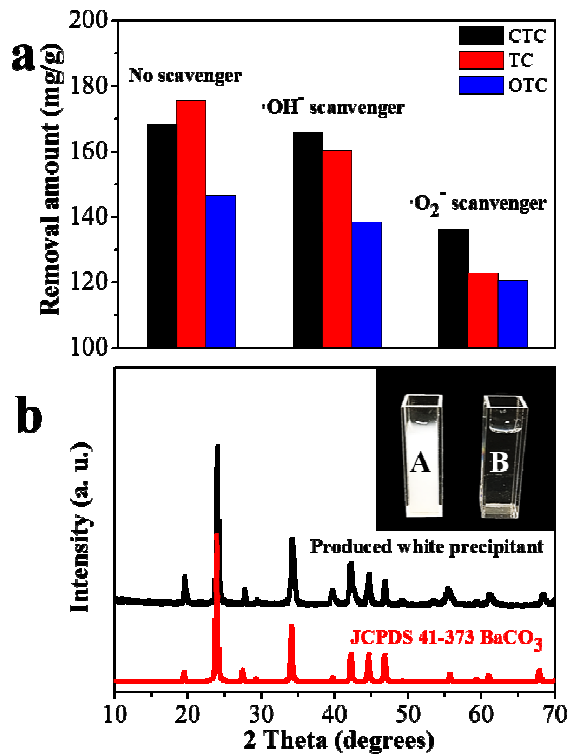 a
Removal amount (mg/g)
200
180
160
140
120
100
No scavenger
·OH⁻ scanvenger
·O₂⁻ scanvenger
CTC
TC
OTC
b
Intensity (a. u.)
A B
Produced white precipitant
JCPDS 41-373 BaCO₃
10 20 30 40 50 60 70
2 Theta (degrees)